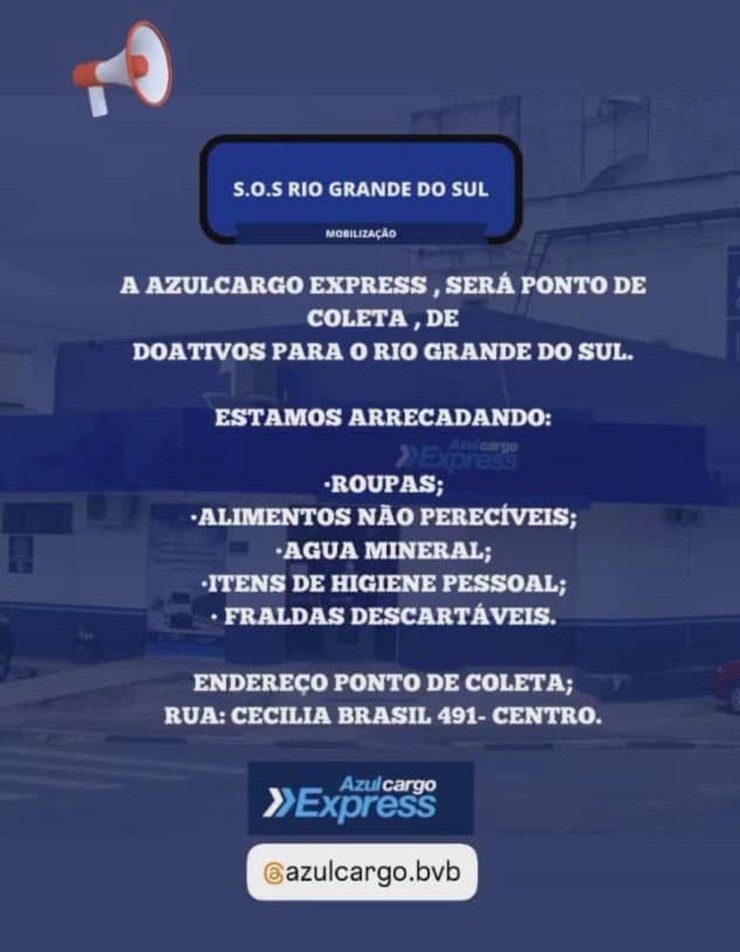 S.O.S RIO GRANDE DO SUL
MOBILIZAÇÃO
A AZULCARGO EXPRESS , SERÁ PONTO DE
COLETA , DE
DOATIVOS PARA O RIO GRANDE DO SUL.
ESTAMOS ARRECADANDO:
Azulcargo
Express
·ROUPAS;
·ALIMENTOS NÃO PERECÍVEIS;
·AGUA MINERAL;
·ITENS DE HIGIENE PESSOAL;
· FRALDAS DESCARTÁVEIS.
ENDEREÇO PONTO DE COLETA;
RUA: CECILIA BRASIL 491- CENTRO.
Azulcargo
Express
@azulcargo.bvb